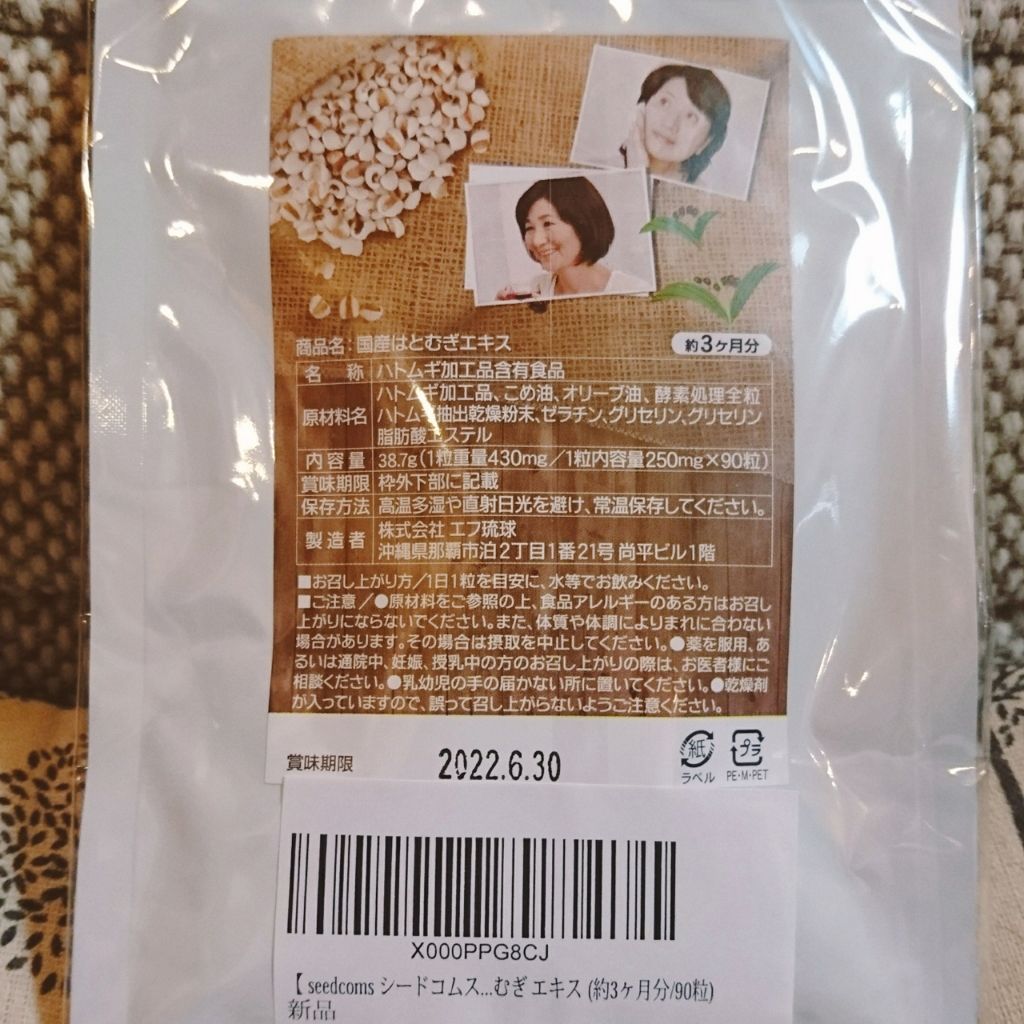 商品名：国産はとむぎエキス
約3ヶ月分
名 称 ハトムギ加工品含有食品
原材料名 ハトムギ加工品、こめ油、オリーブ油、酵素処理全粒
ハトムギ抽出乾燥粉末、ゼラチン、グリセリン、グリセリン
脂肪酸エステル
内容量 38.7g(1粒重量430mg／1粒内容量250mg×90粒)
賞味期限 枠外下部に記載
保存方法 高温多湿や直射日光を避け、常温保存してください。
製造者 株式会社 エフ琉球
沖縄県那覇市泊2丁目1番21号 尚平ビル1階
■お召し上がり方／1日1粒を目安に、水等でお飲みください。
■ご注意／●原材料をご参照の上、食品アレルギーのある方はお召し
上がりにならないでください。また、体質や体調によりまれに合わない
場合があります。その場合は摂取を中止してください。●薬を服用、あ
るいは通院中、妊娠、授乳中の方のお召し上がりの際は、お医者様にご
相談ください。●乳幼児の手の届かない所に置いてください。●乾燥剤
が入っていますので、誤って召し上がらないようご注意ください。
賞味期限 2022.6.30
紙 プラ
ラベル PE・M・PET
X000PPG8CJ
【 seedcoms シードコムス...むぎ エキス (約3ヶ月分/90粒)
新品